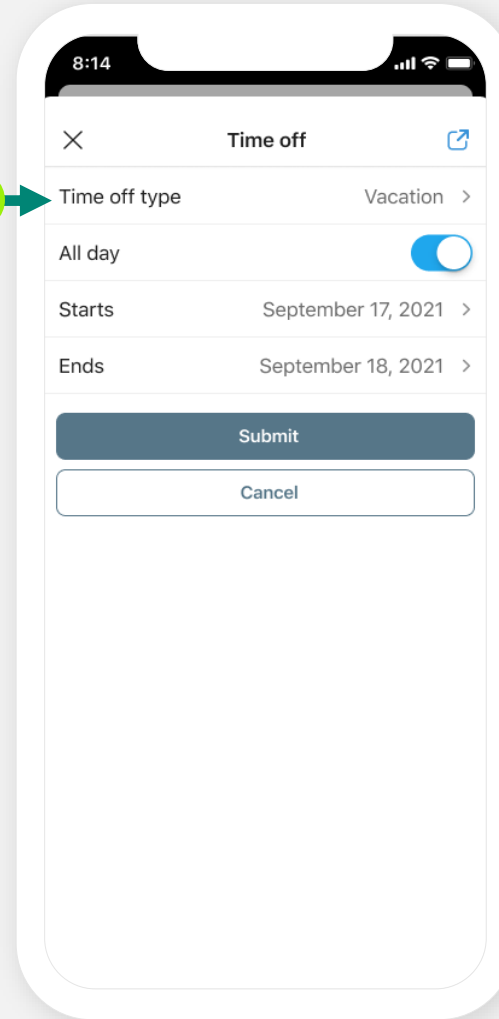 8:14
Time off
Time off type Vacation
All day
Starts September 17, 2021
Ends September 18, 2021
Submit
Cancel